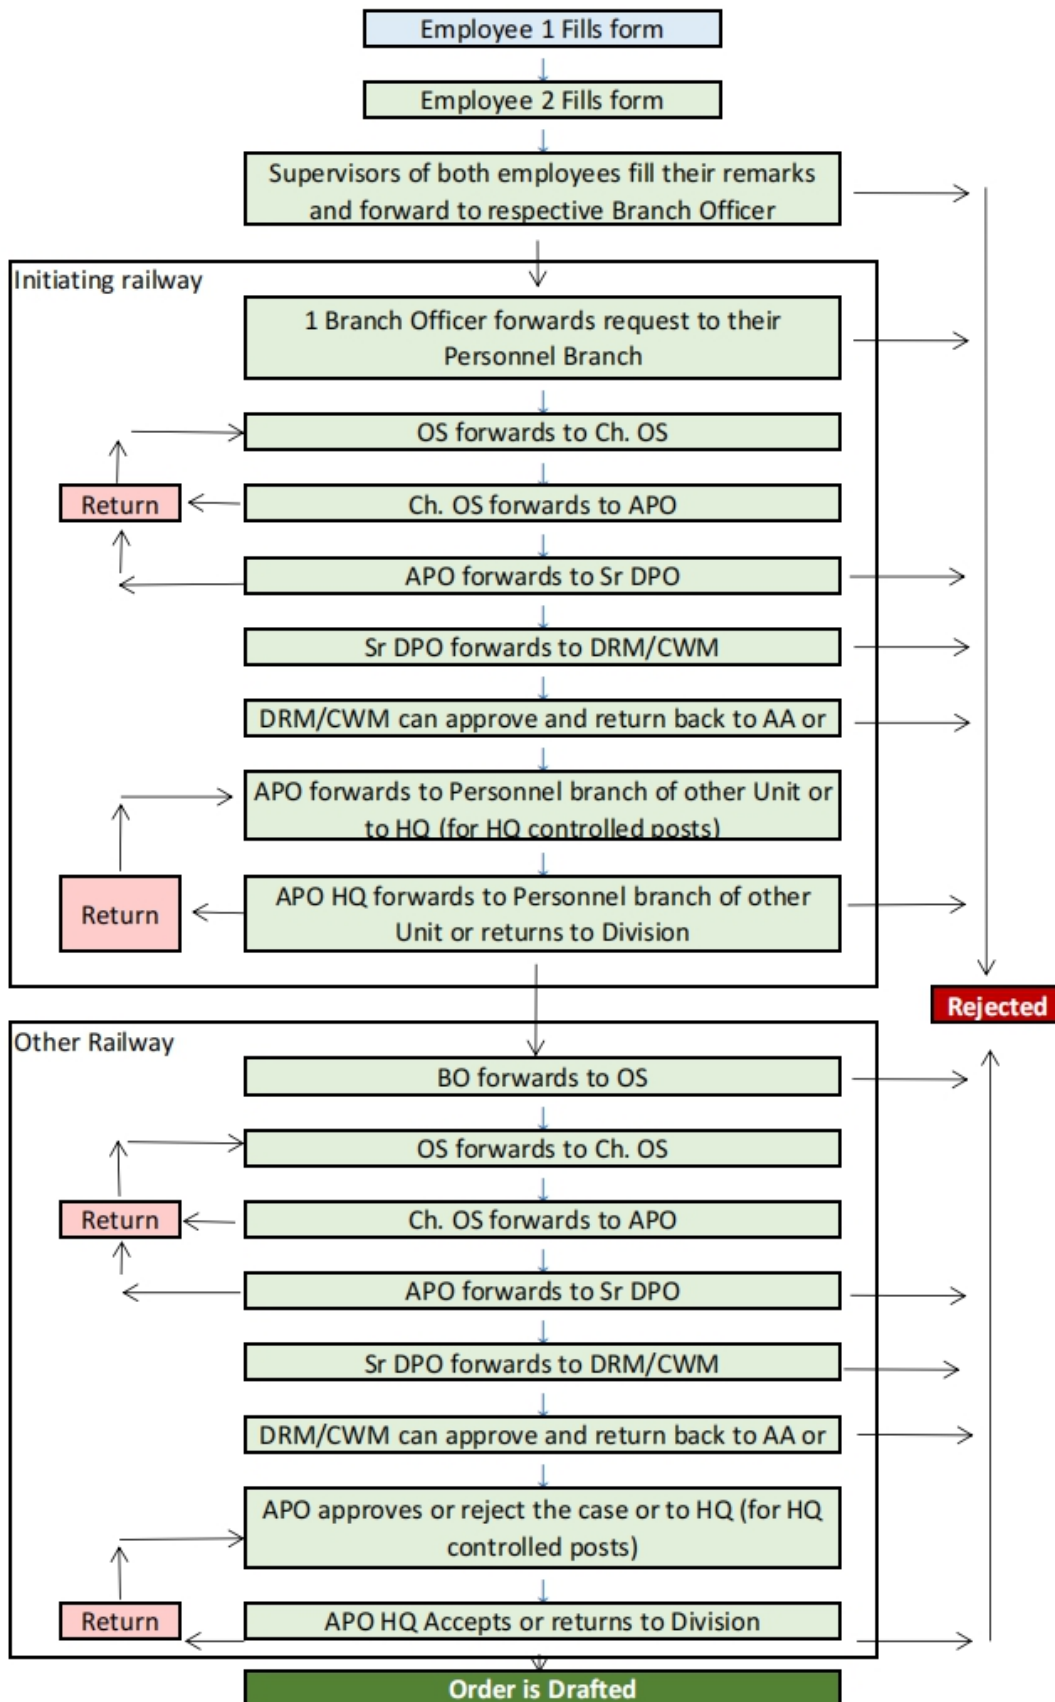 Employee 1 Fills form
Employee 2 Fills form
Supervisors of both employees fill their remarks
and forward to respective Branch Officer
Initiating railway
1 Branch Officer forwards request to their
Personnel Branch
OS forwards to Ch. OS
Return
Ch. OS forwards to APO
APO forwards to Sr DPO
Sr DPO forwards to DRM/CWM
DRM/CWM can approve and return back to AA or
APO forwards to Personnel branch of other Unit or
to HQ (for HQ controlled posts)
Return
APO HQ forwards to Personnel branch of other
Unit or returns to Division
Rejected
Other Railway
BO forwards to OS
OS forwards to Ch. OS
Return
Ch. OS forwards to APO
APO forwards to Sr DPO
Sr DPO forwards to DRM/CWM
DRM/CWM can approve and return back to AA or
APO approves or reject the case or to HQ (for HQ
controlled posts)
Return
APO HQ Accepts or returns to Division
Order is Drafted